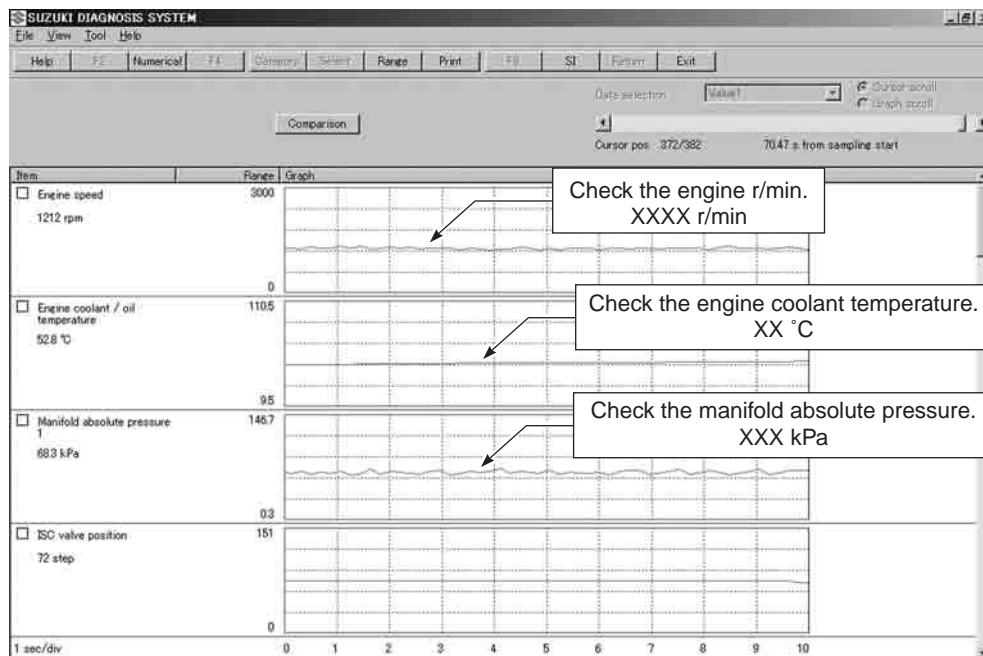 SUZUKI DIAGNOSIS SYSTEM
File View Tool Help
Help F2 Numerical F4 Category Select Range Print F9 SI Return Exit
Data selection Value1 Cursor scroll
Graph scroll
Comparison
Cursor pos 372/382 70.47 s from sampling start
Item Range Graph
Engine speed 3000
1212 rpm
0
Check the engine r/min.
XXXX r/min
Engine coolant / oil 110.5
temperature
52.8 °C
9.5
Check the engine coolant temperature.
XX ˚C
Manifold absolute pressure 146.7
1
68.3 kPa
0.3
Check the manifold absolute pressure.
XXX kPa
ISC valve position 151
72 step
0
1 sec/div 0 1 2 3 4 5 6 7 8 9 10